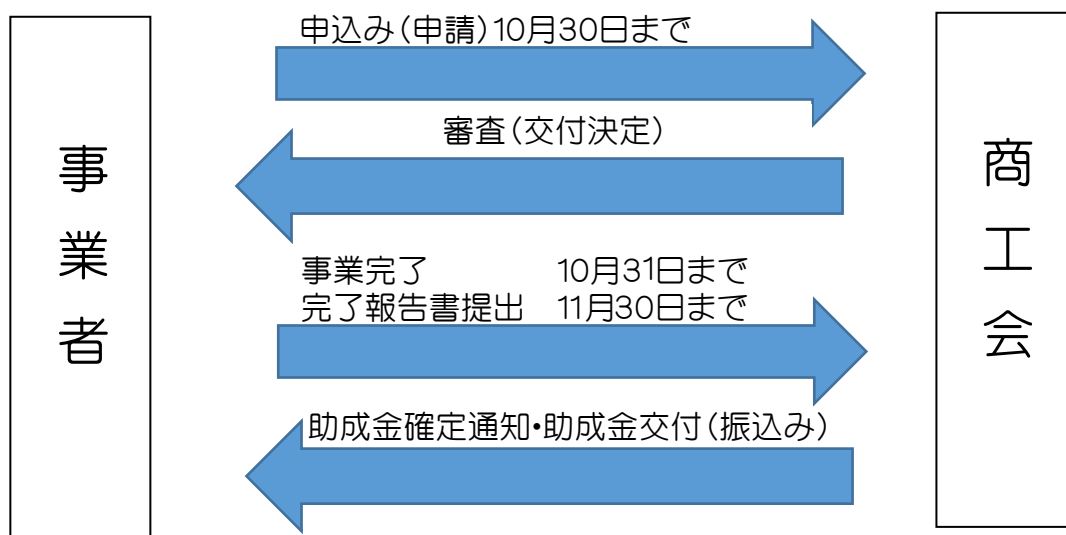 事業者
申込み（申請）10月30日まで
審査（交付決定）
事業完了　　　　10月31日まで
完了報告書提出　11月30日まで
助成金確定通知・助成金交付（振込み）
商工会